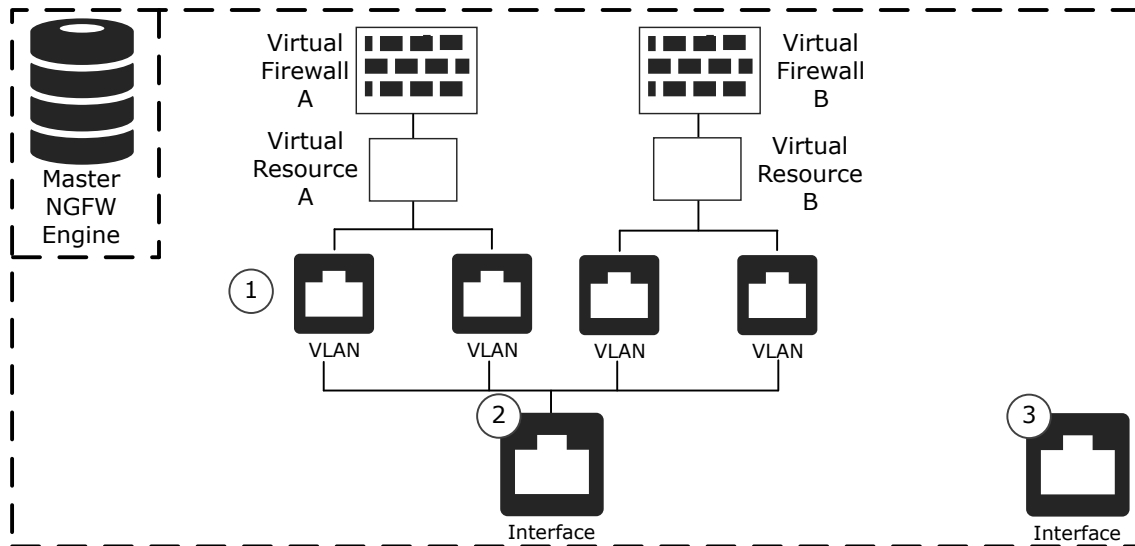 Master
NGFW
Engine
Virtual
Firewall
A
Virtual
Firewall
B
Virtual
Resource
A
Virtual
Resource
B
1
VLAN
VLAN
VLAN
VLAN
2
Interface
3
Interface